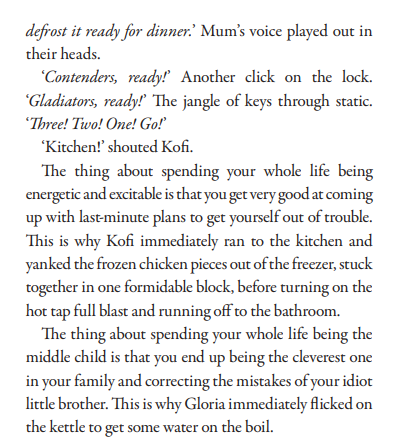 defrost it ready for dinner.’ Mum’s voice played out in
their heads.
‘Contenders, ready!’ Another click on the lock.
‘Gladiators, ready!’ The jangle of keys through static.
‘Three! Two! One! Go!’
‘Kitchen!’ shouted Kofi.
The thing about spending your whole life being
energetic and excitable is that you get very good at coming
up with last-minute plans to get yourself out of trouble.
This is why Kofi immediately ran to the kitchen and
yanked the frozen chicken pieces out of the freezer, stuck
together in one formidable block, before turning on the
hot tap full blast and running off to the bathroom.
The thing about spending your whole life being the
middle child is that you end up being the cleverest one
in your family and correcting the mistakes of your idiot
little brother. This is why Gloria immediately flicked on
the kettle to get some water on the boil.